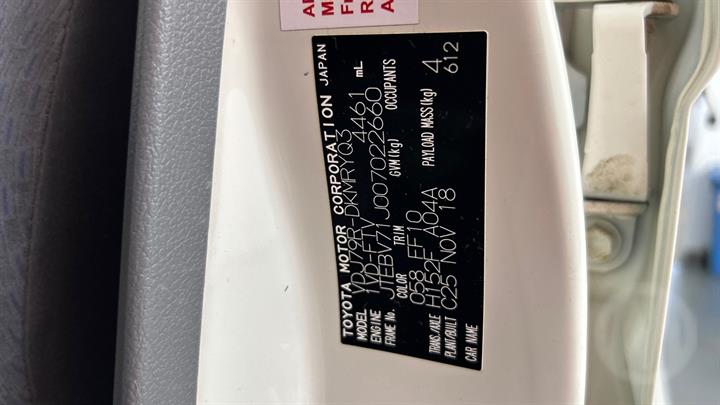 TOYOTA MOTOR CORPORATION JAPAN
MODEL VDJ79R-DKMRYQ3
ENGINE 1VD-FTV 4461 mL
FRAME No. JTEBV71J007022660
COLOR TRIM GVM(kg) OCCUPANTS
058 FF10 4
TRANS./AXLE H152F A04A PAYLOAD MASS(kg) 612
PLANT/BUILT C25 NOV 18
CAR NAME